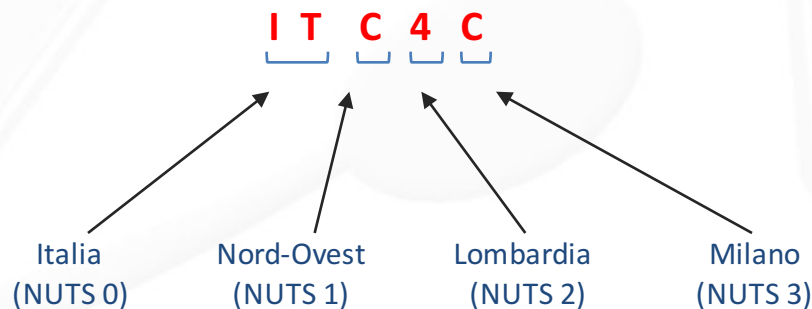 I T C 4 C
Italia Nord-Ovest Lombardia Milano
(NUTS 0) (NUTS 1) (NUTS 2) (NUTS 3)